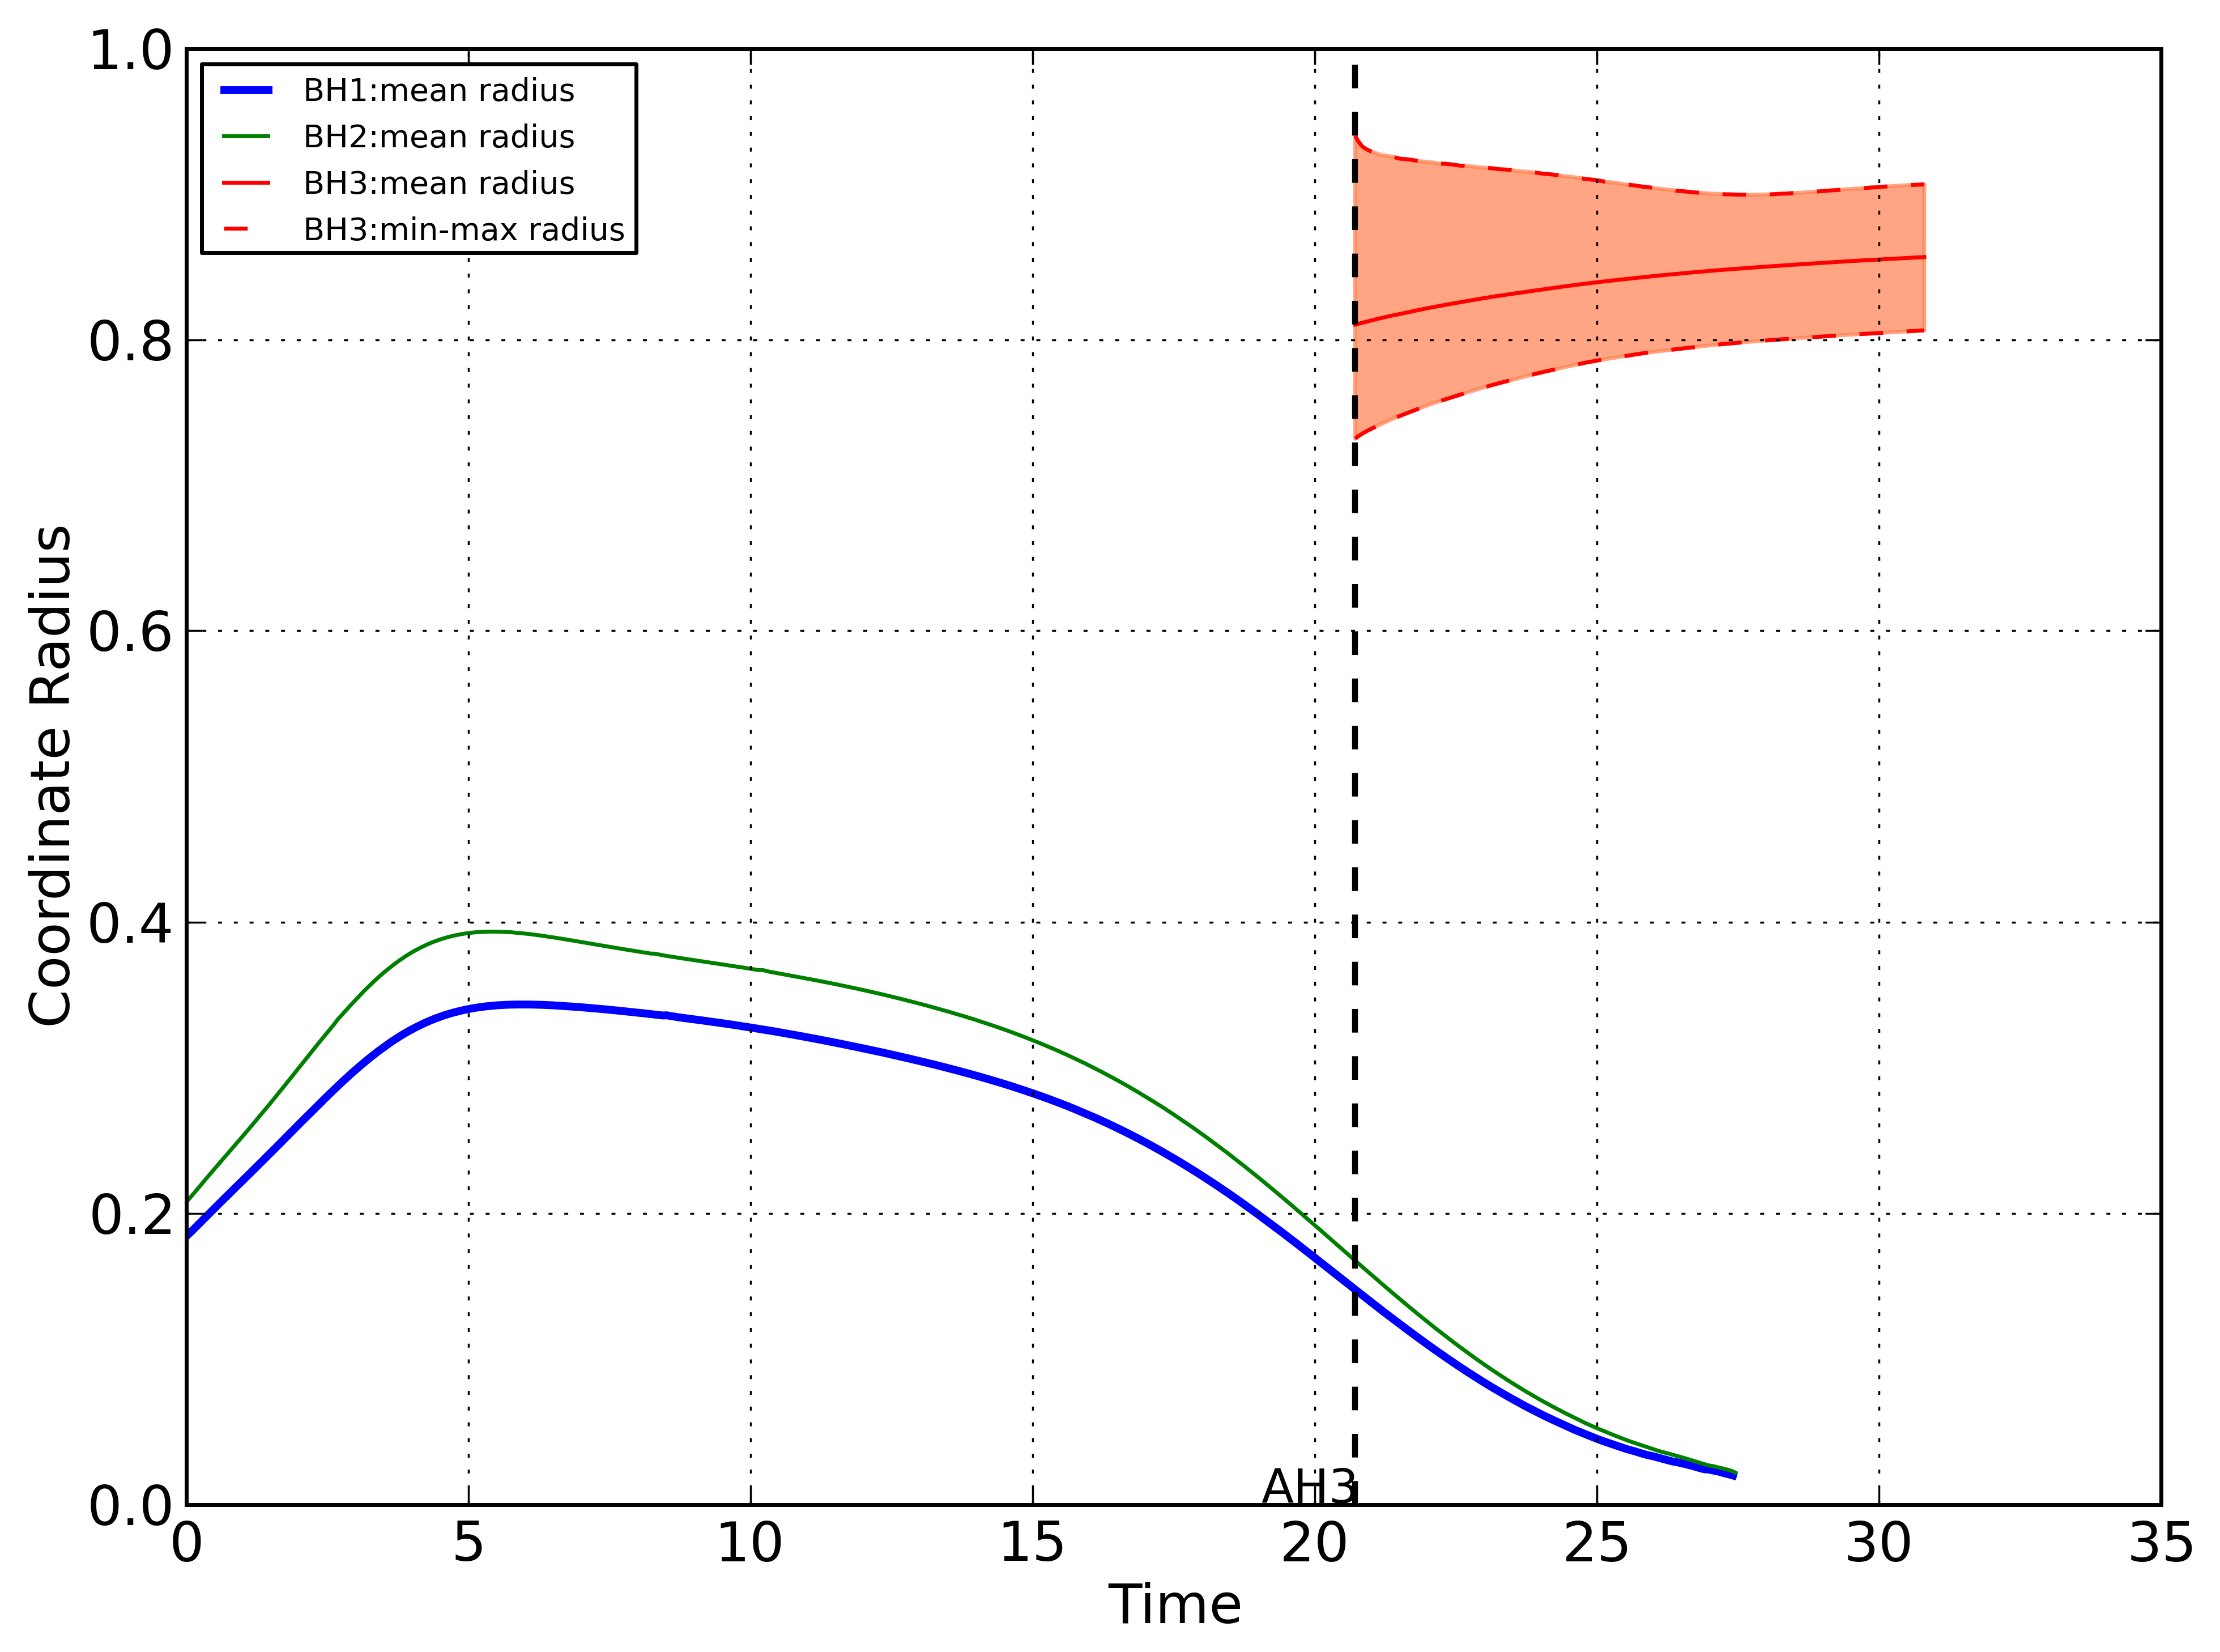 1.0
BH1:mean radius
BH2:mean radius
BH3:mean radius
BH3:min-max radius
0.8
0.6
Coordinate Radius
0.4
0.2
AH3
0.0
0 5 10 15 20 25 30 35
Time